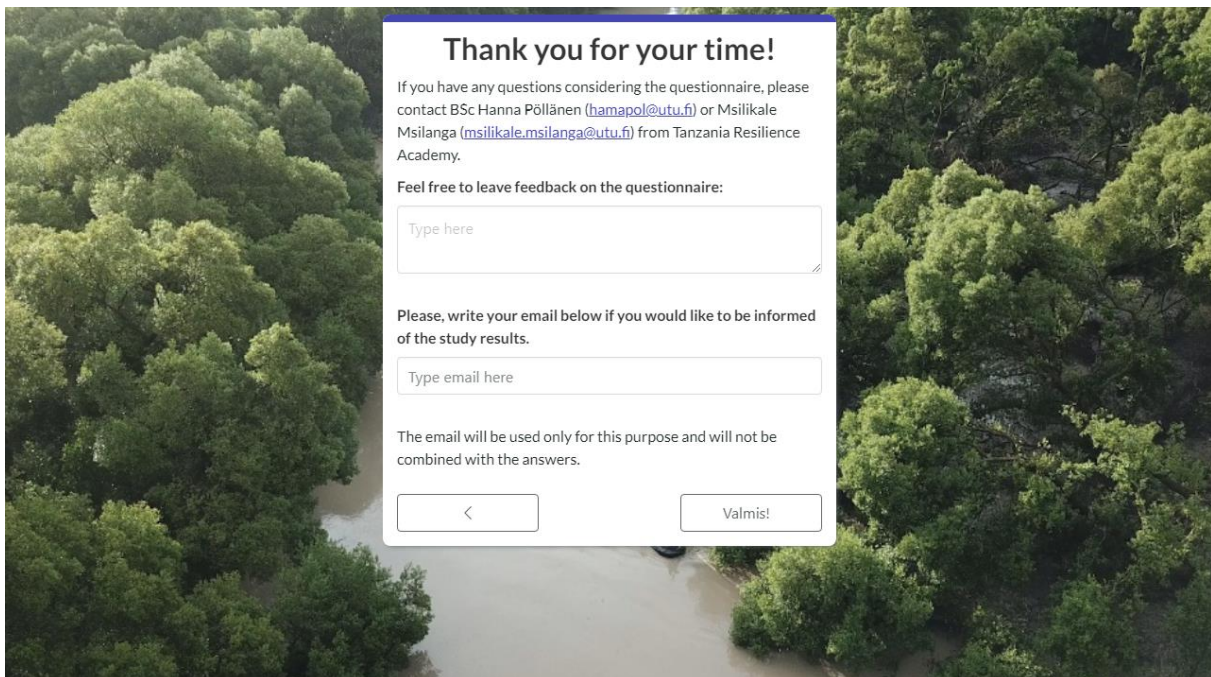 Thank you for your time!
If you have any questions considering the questionnaire, please
contact BSc Hanna Pöllänen (hamapol@utu.fi) or Msilikale
Msilanga (msilikale.msilanga@utu.fi) from Tanzania Resilience
Academy.
Feel free to leave feedback on the questionnaire:
Type here
Please, write your email below if you would like to be informed
of the study results.
Type email here
The email will be used only for this purpose and will not be
combined with the answers.
<
Valmis!